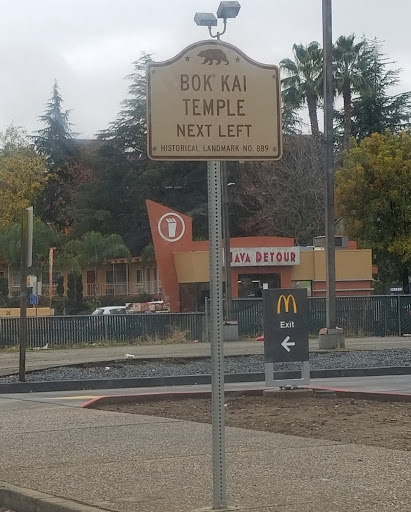 BOK KAI
TEMPLE
NEXT LEFT
HISTORICAL LANDMARK NO. 889
JAVA DETOUR
Exit